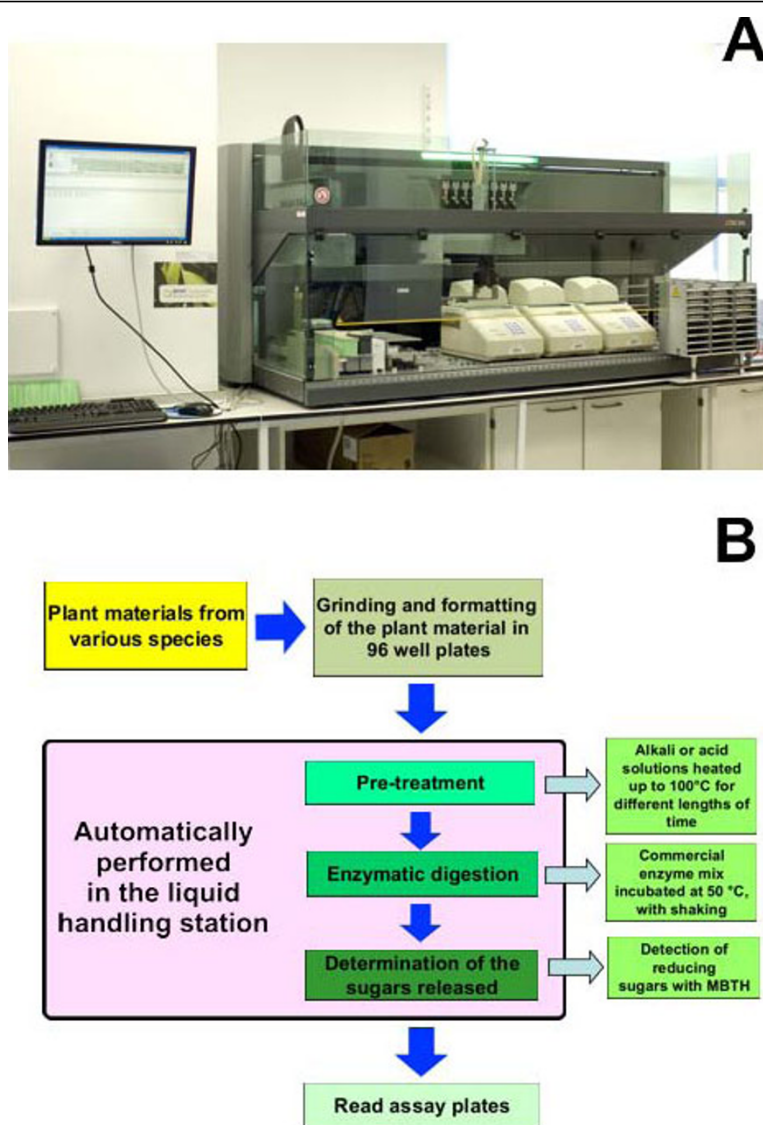 A
B
Plant materials from
various species
Grinding and formatting
of the plant material in
96 well plates
Automatically
performed
in the liquid
handling station
Pre-treatment
Alkali or acid
solutions heated
up to 100°C for
different lengths of
time
Enzymatic digestion
Commercial
enzyme mix
incubated at 50 °C,
with shaking
Determination of the
sugars released
Detection of
reducing
sugars with MBTH
Read assay plates